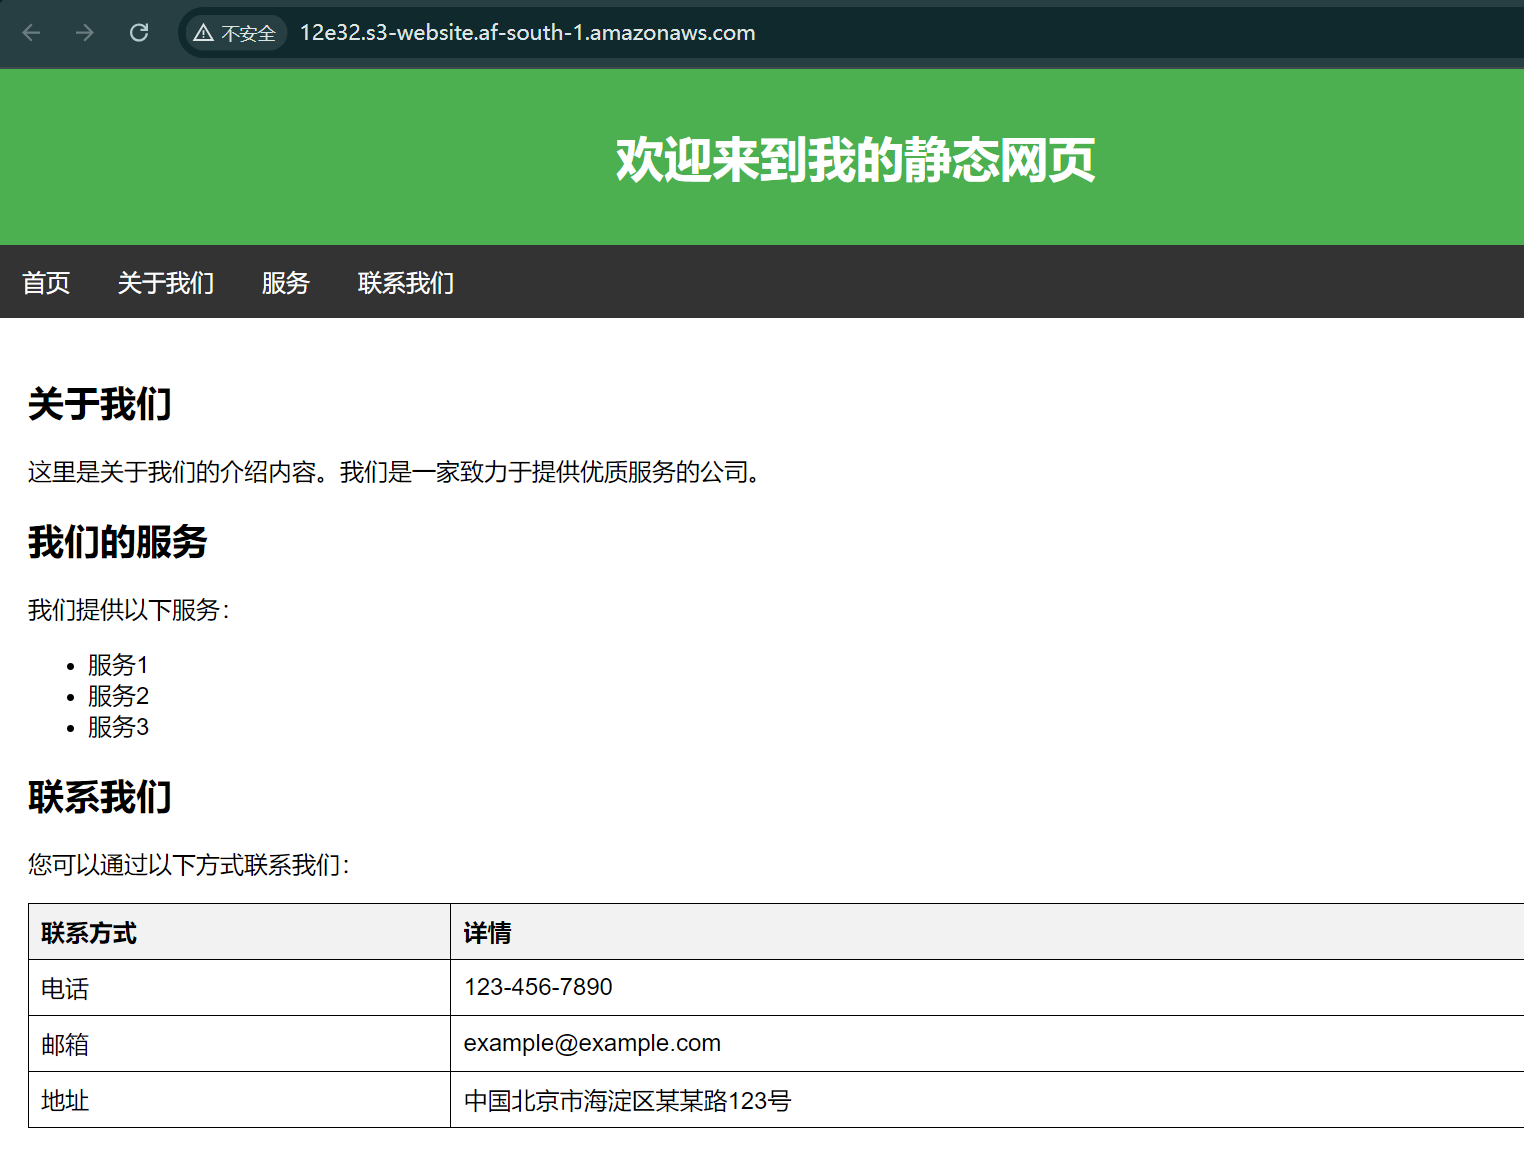 不安全 12e32.s3-website.af-south-1.amazonaws.com
欢迎来到我的静态网页
首页 关于我们 服务 联系我们
关于我们
这里是关于我们的介绍内容。我们是一家致力于提供优质服务的公司。
我们的服务
我们提供以下服务：
• 服务1
• 服务2
• 服务3
联系我们
您可以通过以下方式联系我们：
联系方式 详情
电话 123-456-7890
邮箱 example@example.com
地址 中国北京市海淀区某某路123号